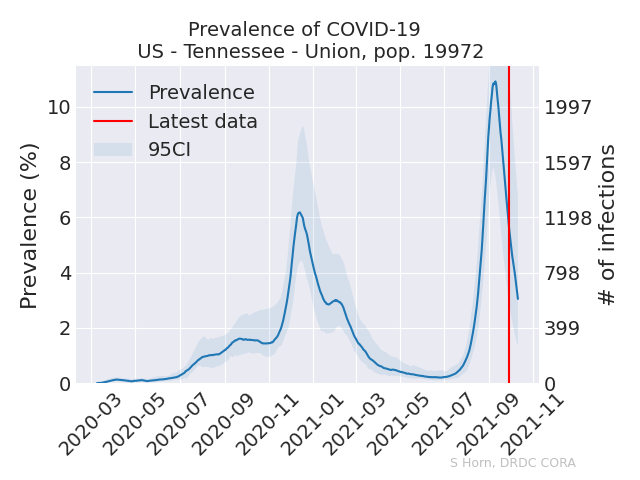 Prevalence of COVID-19
US - Tennessee - Union, pop. 19972
Prevalence
Latest data
95CI
Prevalence (%)
10
8
6
4
2
0
# of infections
1997
1597
1198
798
399
0
2020-03
2020-05
2020-07
2020-09
2020-11
2021-01
2021-03
2021-05
2021-07
2021-09
2021-11
S Horn, DRDC CORA